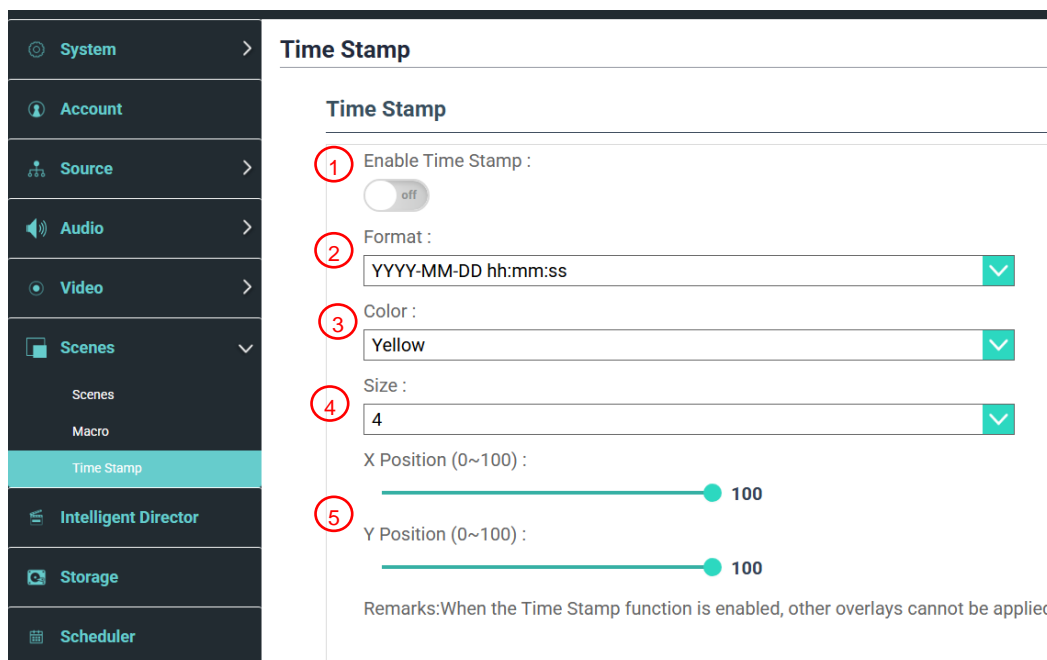 System
Account
Source
Audio
Video
Scenes
Scenes
Macro
Time Stamp
Intelligent Director
Storage
Scheduler
Time Stamp
Time Stamp
1
Enable Time Stamp :
off
2
Format :
YYYY-MM-DD hh:mm:ss
3
Color :
Yellow
4
Size :
4
X Position (0~100) :
100
5
Y Position (0~100) :
100
Remarks:When the Time Stamp function is enabled, other overlays cannot be applied